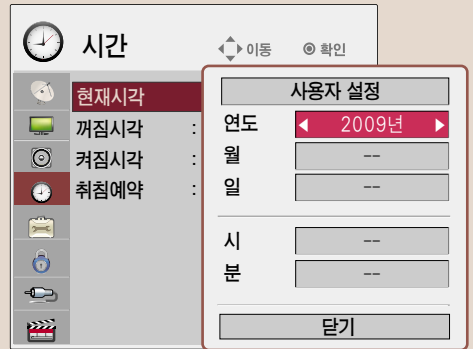 시간
이동 확인
현재시각
꺼짐시각 :
켜짐시각 :
취침예약 :
사용자 설정
연도 2009년
월 --
일 --
시 --
분 --
닫기